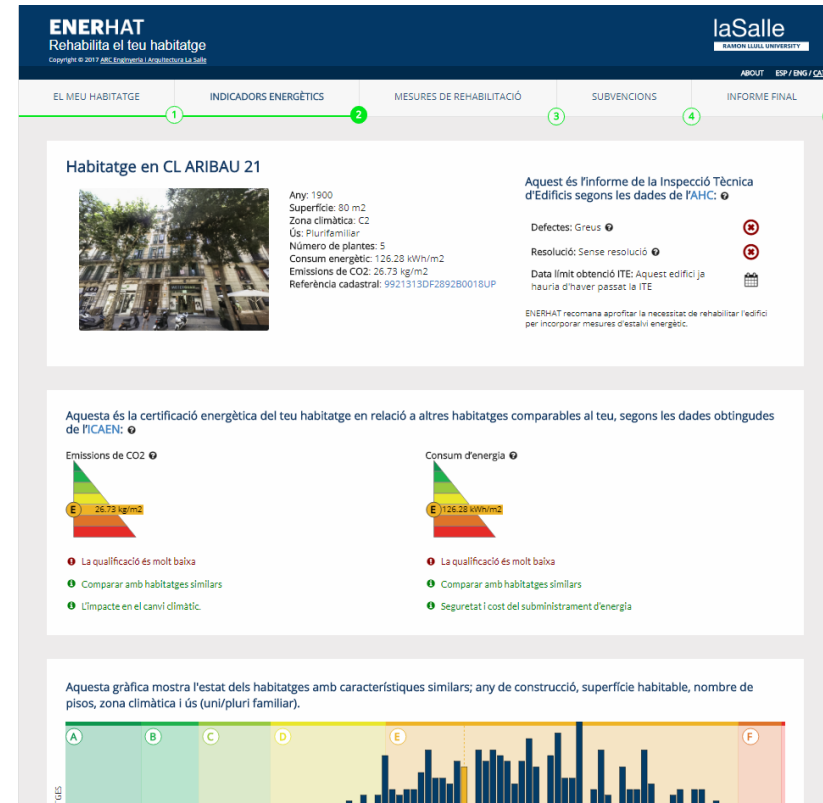 ENERHAT
Rehabilita el teu habitatge
Copyright © 2017 ARC Enginyeria i Arquitectura La Salle
laSalle
RAMON LLULL UNIVERSITY
ABOUT ESP / ENG / CAT
EL MEU HABITATGE
INDICADORS ENERGÈTICS
MESURES DE REHABILITACIÓ
SUBVENCIONS
INFORME FINAL
1
2
3
4
Habitatge en CL ARIBAU 21
Any: 1900
Superfície: 80 m2
Zona climàtica: C2
Ús: Plurifamiliar
Número de plantes: 5
Consum energètic: 126.28 kWh/m2
Emissions de CO2: 26.73 kg/m2
Referència cadastral: 9921313DF2892B0018UP
Aquest és l'informe de la Inspecció Tècnica
d'Edificis segons les dades de l'AHC:
Defectes: Greus
Resolució: Sense resolució
Data límit obtenció ITE: Aquest edifici ja
hauria d'haver passat la ITE
ENERHAT recomana aprofitar la necessitat de rehabilitar l'edifici
per incorporar mesures d'estalvi energètic.
Aquesta és la certificació energètica del teu habitatge en relació a altres habitatges comparables al teu, segons les dades obtingudes
de l'ICAEN:
Emissions de CO2
E 26.73 kg/m2
La qualificació és molt baixa
Comparar amb habitatges similars
L'impacte en el canvi climàtic.
Consum d'energia
E 126.28 kWh/m2
La qualificació és molt baixa
Comparar amb habitatges similars
Seguretat i cost del subministrament d'energia
Aquesta gràfica mostra l'estat dels habitatges amb característiques similars; any de construcció, superfície habitable, nombre de
pisos, zona climàtica i ús (uni/pluri familiar).
A
B
C
D
E
F